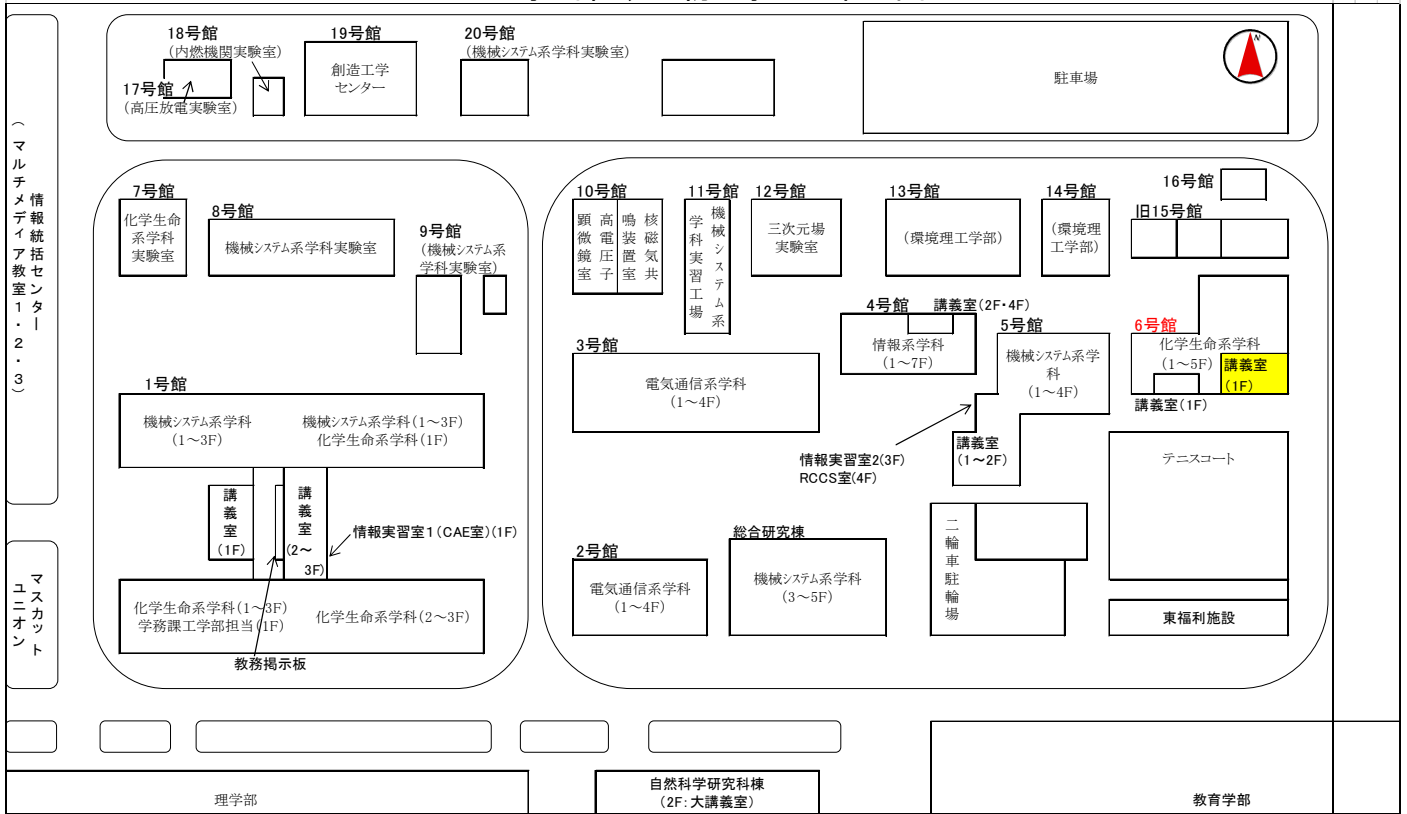 18号館
(内燃機関実験室)
17号館
(高圧放電実験室)
19号館
創造工学
センター
20号館
(機械システム系学科実験室)
駐車場
N
情報統括センター
(マルチメディア教室1・2・3)
7号館
化学生命
系学科
実験室
8号館
機械システム系学科実験室
9号館
(機械システム系
学科実験室)
10号館
高電圧子
顕微鏡室
核磁気共
鳴装置室
11号館
機械システム系
学科実習工場
12号館
三次元場
実験室
13号館
(環境理工学部)
14号館
(環境理
工学部)
16号館
旧15号館
4号館
講義室(2F・4F)
情報系学科
(1～7F)
5号館
機械システム系学
科
(1～4F)
講義室
(1～2F)
情報実習室2(3F)
RCCS室(4F)
6号館
化学生命系学科
(1～5F)
講義室
(1F)
講義室(1F)
3号館
電気通信系学科
(1～4F)
1号館
機械システム系学科
(1～3F)
機械システム系学科(1～3F)
化学生命系学科(1F)
講義室
(1F)
講義室
(2～
3F)
情報実習室1(CAE室)(1F)
化学生命系学科(1～3F)
学務課工学部担当(1F)
化学生命系学科(2～3F)
教務掲示板
マスカット
ユニオン
2号館
電気通信系学科
(1～4F)
総合研究棟
機械システム系学科
(3～5F)
二輪車駐輪場
テニスコート
東福利施設
理学部
自然科学研究科棟
(2F:大講義室)
教育学部